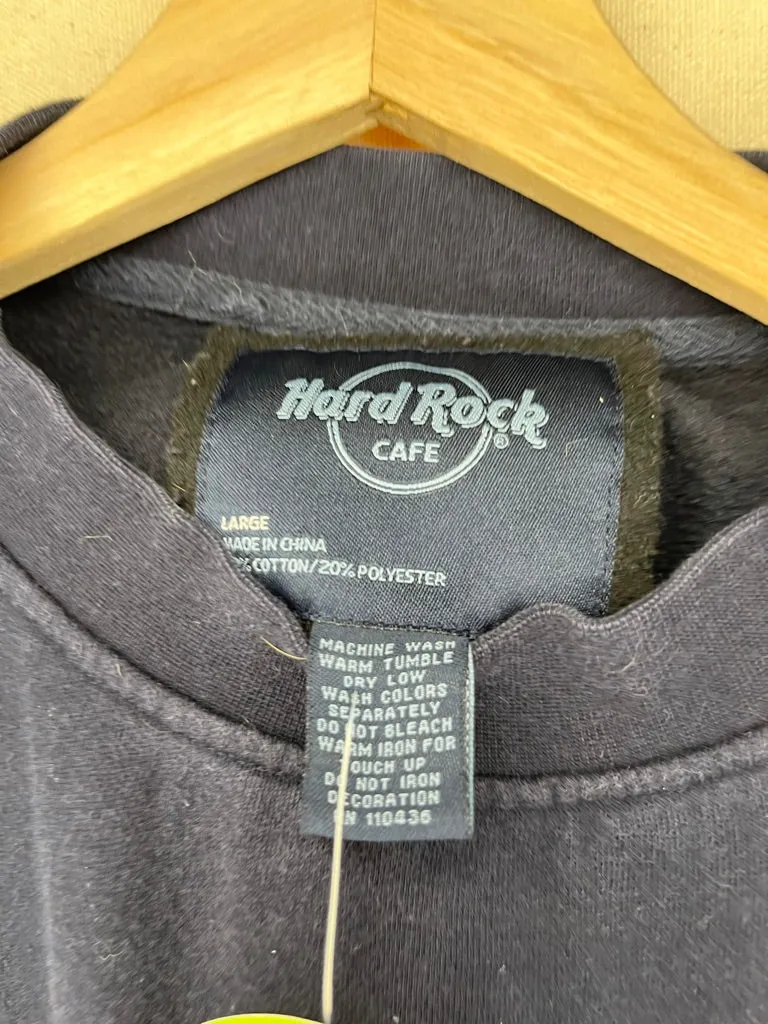 Hard Rock
CAFE
®
LARGE
MADE IN CHINA
% COTTON/20% POLYESTER
MACHINE WASH
WARM TUMBLE
DRY LOW
WASH COLORS
SEPARATELY
DO NOT BLEACH
WARM IRON FOR
TOUCH UP
DO NOT IRON
DECORATION
RN 110436